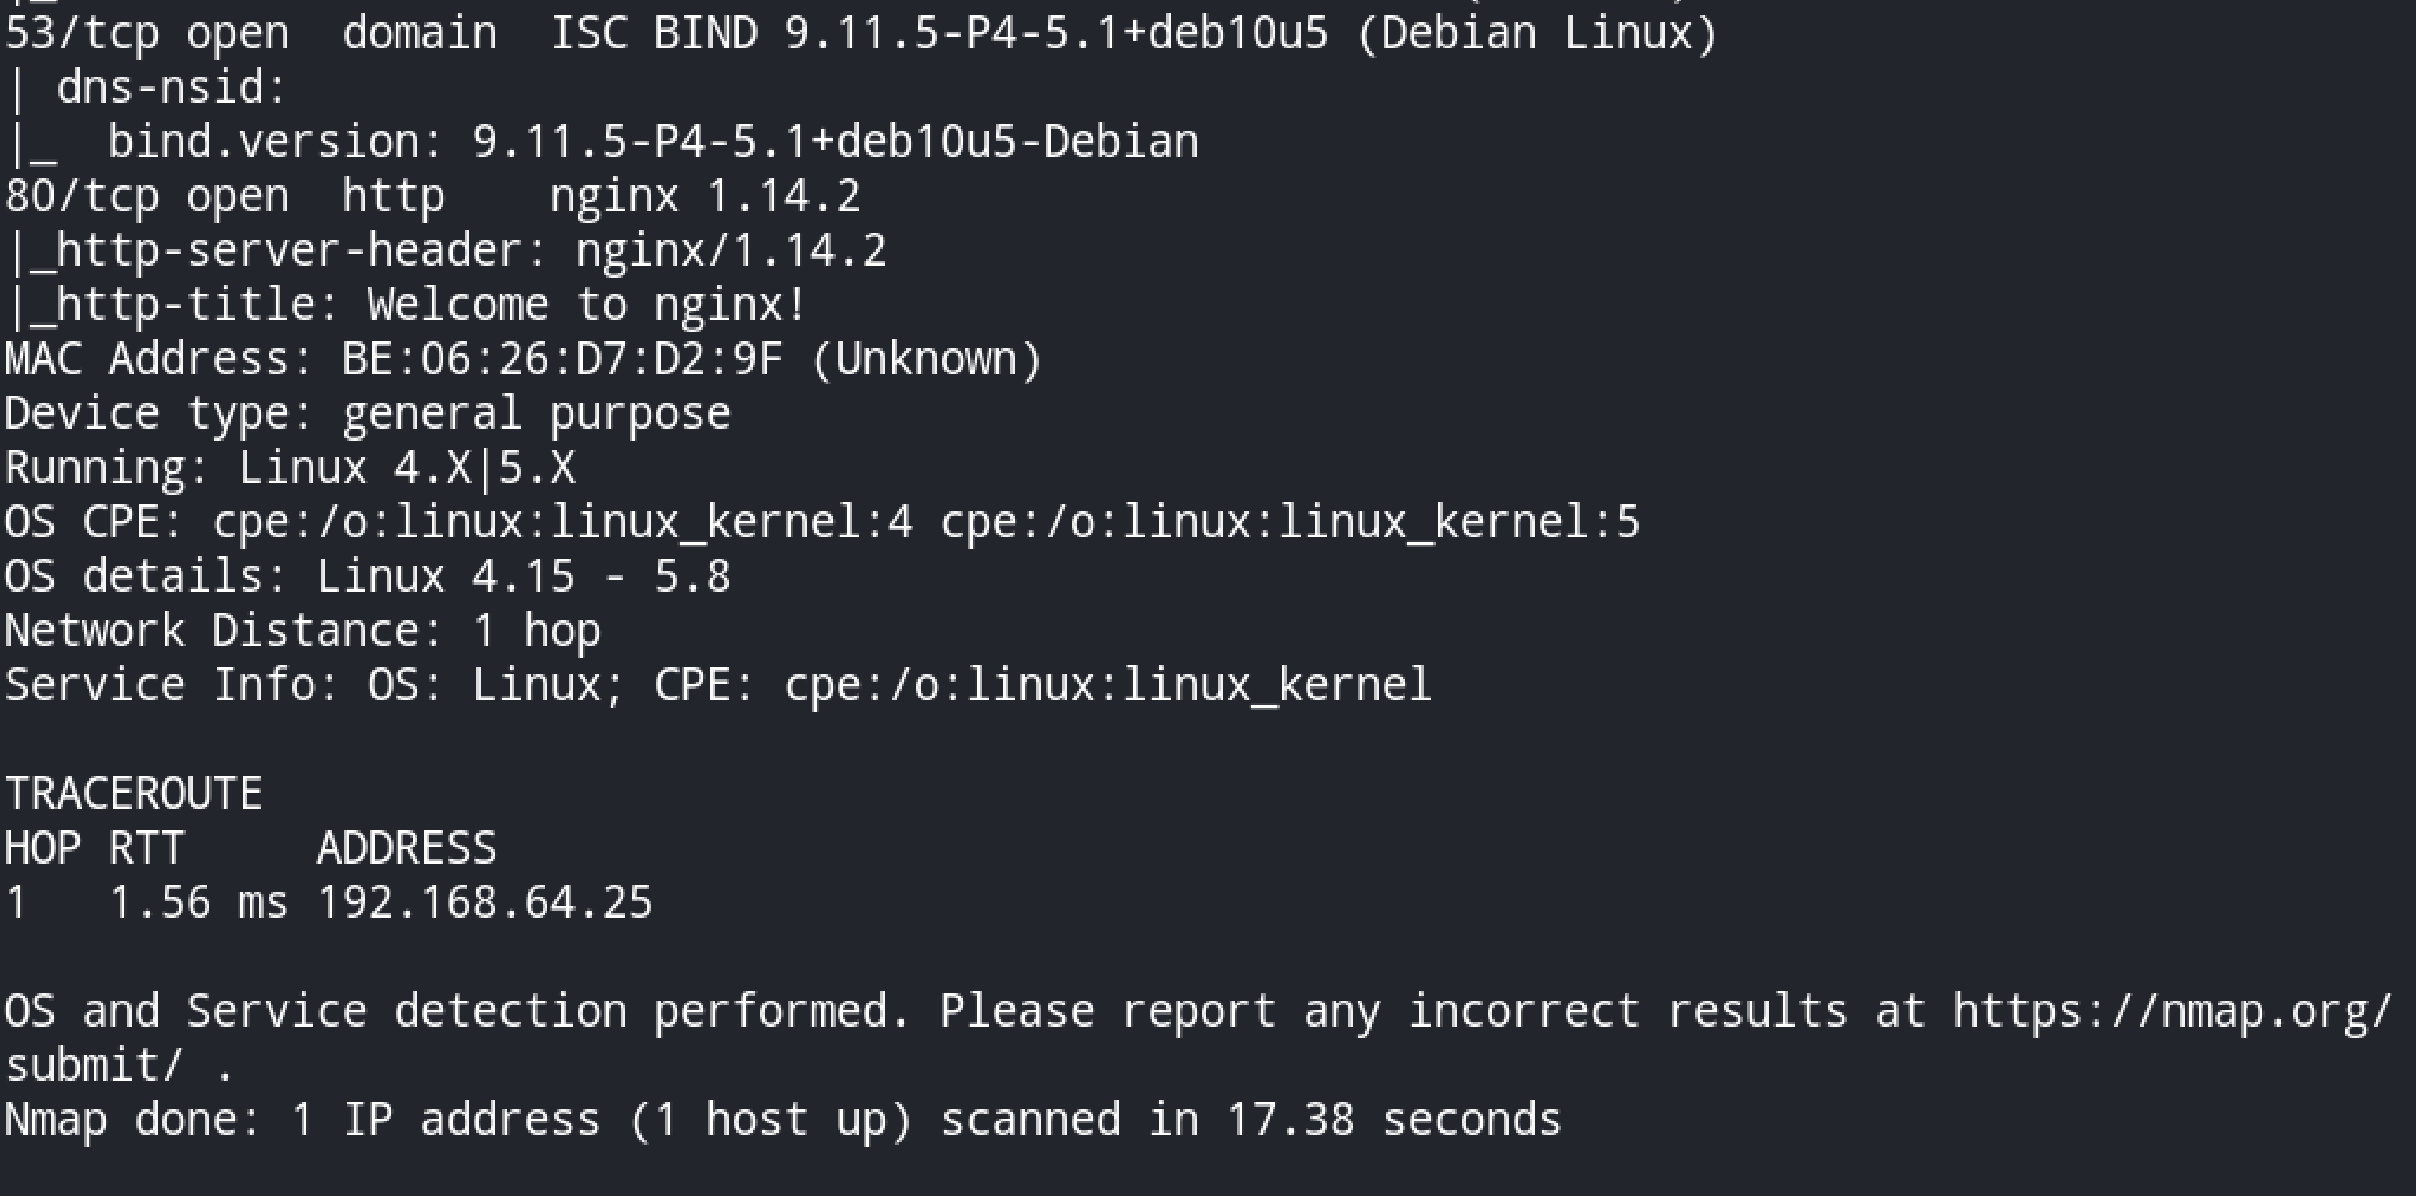 53/tcp open  domain  ISC BIND 9.11.5-P4-5.1+deb10u5 (Debian Linux)
| dns-nsid:
|_  bind.version: 9.11.5-P4-5.1+deb10u5-Debian
80/tcp open  http    nginx 1.14.2
|_http-server-header: nginx/1.14.2
|_http-title: Welcome to nginx!
MAC Address: BE:06:26:D7:D2:9F (Unknown)
Device type: general purpose
Running: Linux 4.X|5.X
OS CPE: cpe:/o:linux:linux_kernel:4 cpe:/o:linux:linux_kernel:5
OS details: Linux 4.15 - 5.8
Network Distance: 1 hop
Service Info: OS: Linux; CPE: cpe:/o:linux:linux_kernel

TRACEROUTE
HOP RTT     ADDRESS
1   1.56 ms 192.168.64.25

OS and Service detection performed. Please report any incorrect results at https://nmap.org/
submit/ .
Nmap done: 1 IP address (1 host up) scanned in 17.38 seconds